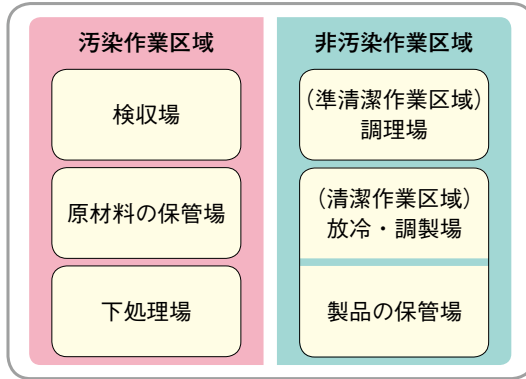 汚染作業区域
検収場
原材料の保管場
下処理場
非汚染作業区域
(準清潔作業区域)
調理場
(清潔作業区域)
放冷・調製場
製品の保管場